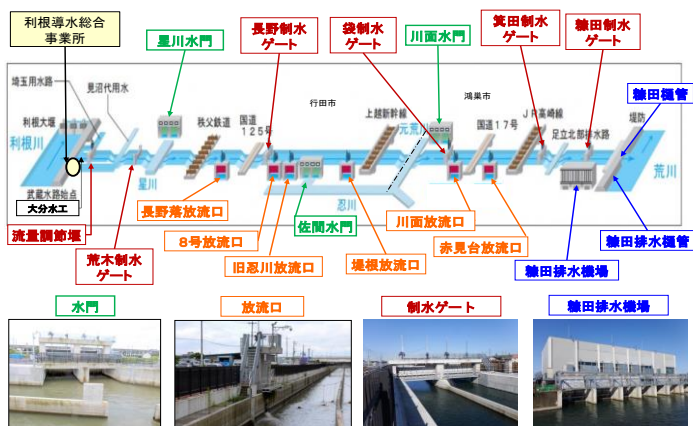 利根導水総合
事業所
星川水門
長野制水
ゲート
袋制水
ゲート
川面水門
箕田制水
ゲート
糠田制水
ゲート
埼玉用水路
見沼代用水
利根大堰
利根川
秩父鉄道
国道
１２５号
行田市
上越新幹線
元荒川
鴻巣市
国道１７号
ＪＲ高崎線
足立北部排水路
糠田樋管
堤防
荒川
武蔵水路始点
大分水工
星川
忍川
流量調節堰
荒木制水
ゲート
長野落放流口
８号放流口
旧忍川放流口
佐間水門
堤根放流口
川面放流口
赤見台放流口
糠田排水機場
糠田排水樋管
水門
放流口
制水ゲート
糠田排水機場